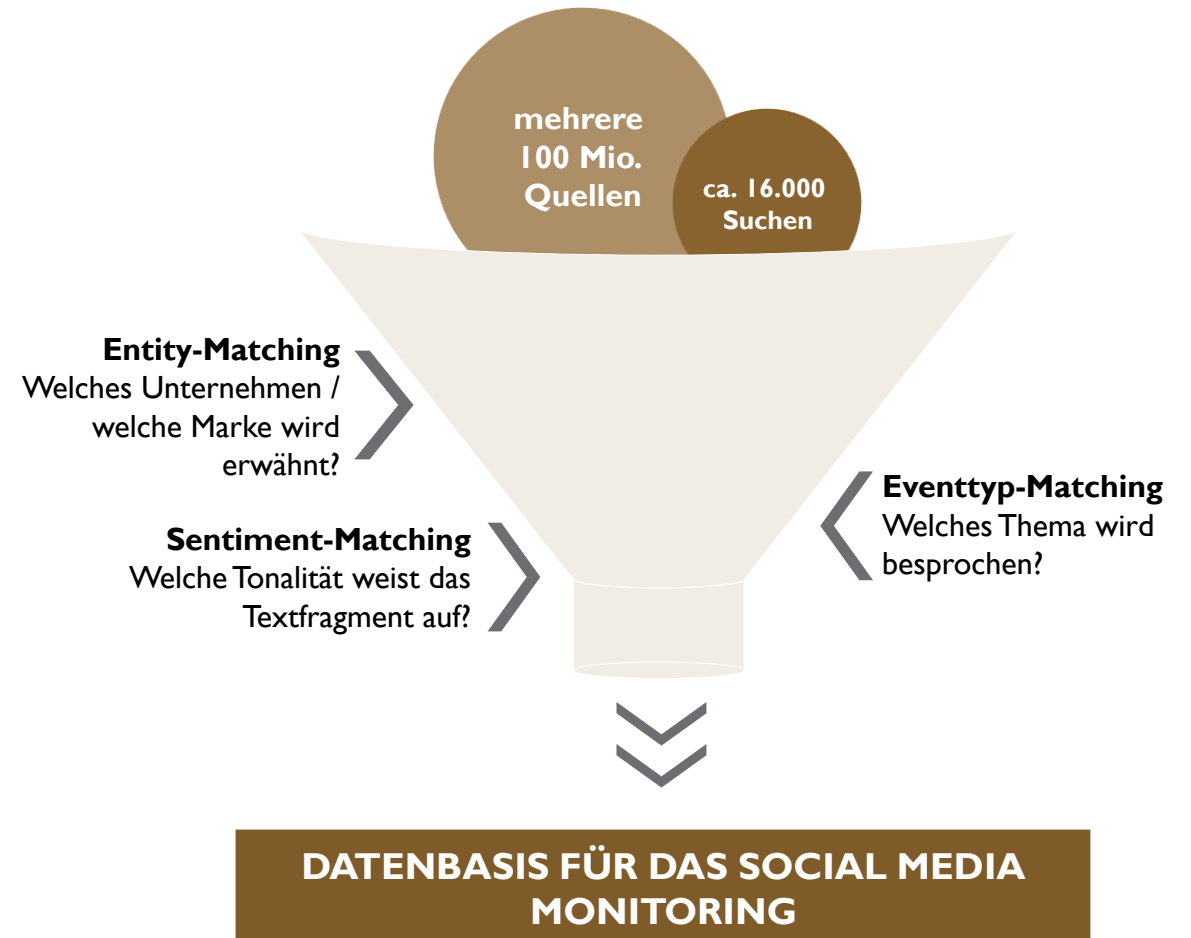 mehrere
100 Mio.
Quellen
ca. 16.000
Suchen
Entity-Matching
Welches Unternehmen /
welche Marke wird
erwähnt?
Eventtyp-Matching
Welches Thema wird
besprochen?
Sentiment-Matching
Welche Tonalität weist das
Textfragment auf?
DATENBASIS FÜR DAS SOCIAL MEDIA
MONITORING